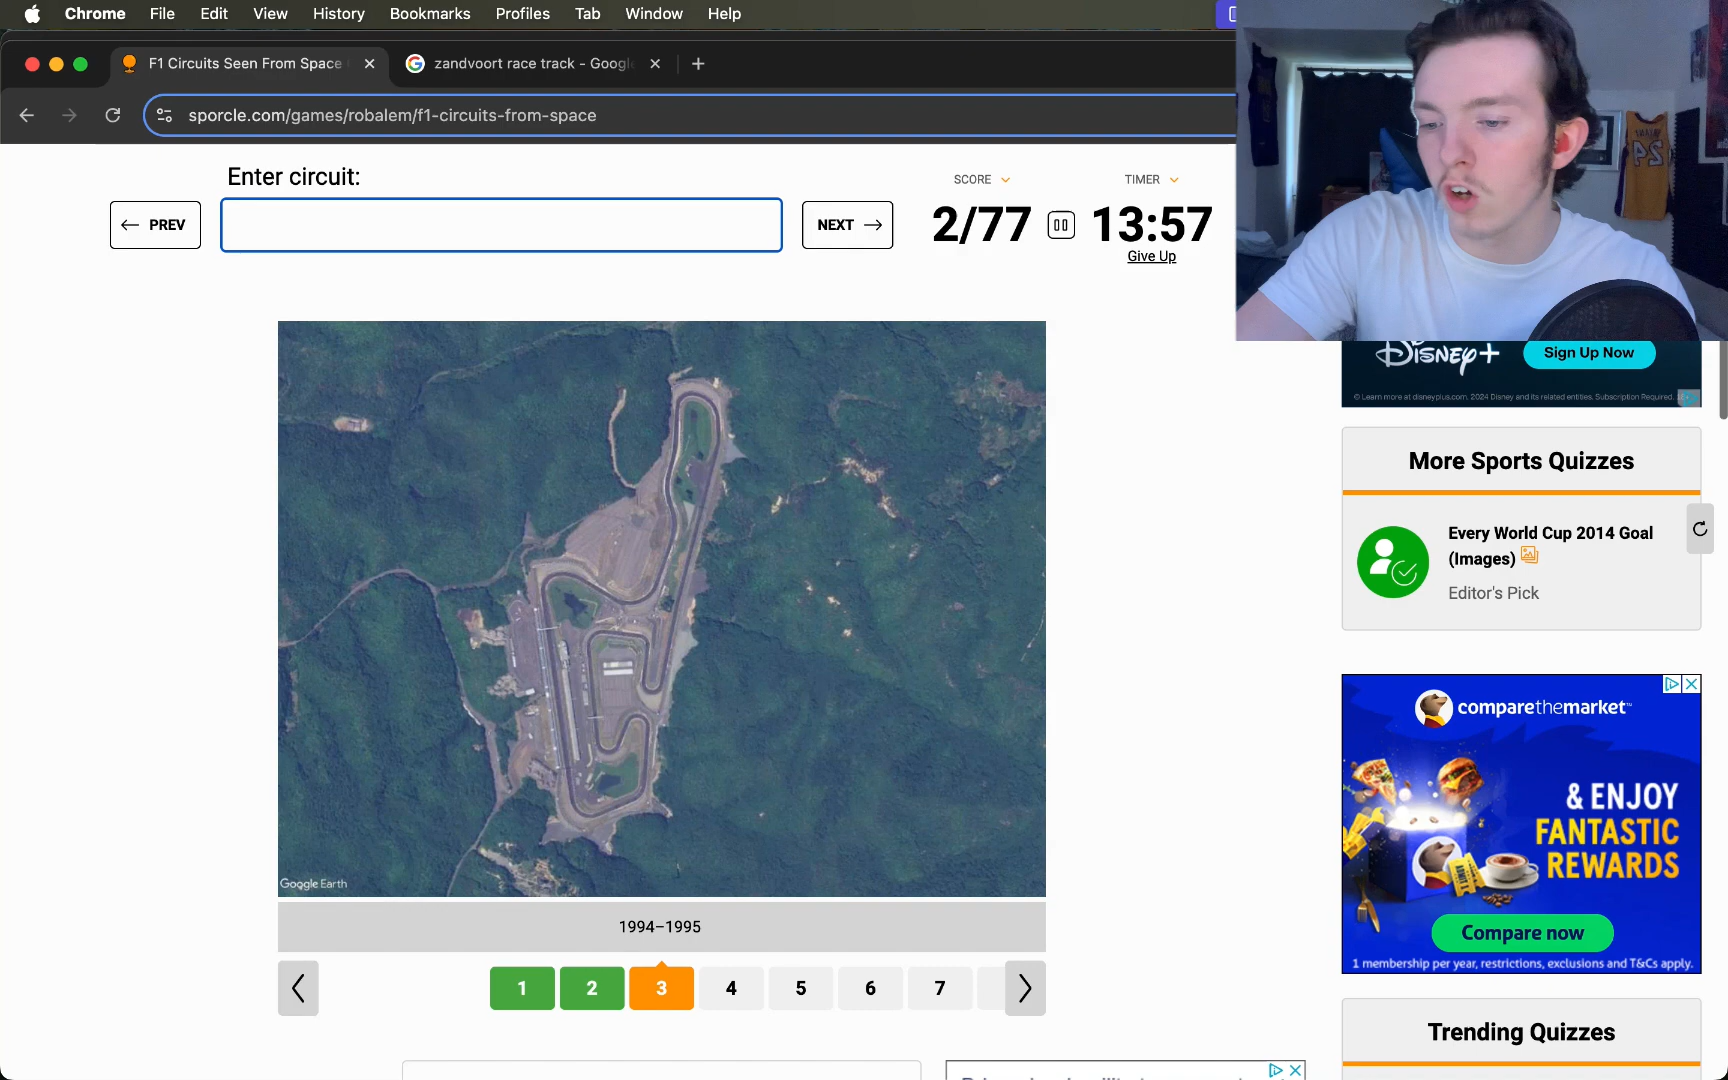 Chrome File Edit View History Bookmarks Profiles Tab Window Help
F1 Circuits Seen From Space
zandvoort race track - Google
sporcle.com/games/robalem/f1-circuits-from-space
Enter circuit:
PREV
NEXT
SCORE
2/77
TIMER
13:57
Give Up
Google Earth
1994–1995
1 2 3 4 5 6 7
Disney+
Sign Up Now
More Sports Quizzes
Every World Cup 2014 Goal
(Images)
Editor's Pick
comparethemarket
& ENJOY
FANTASTIC
REWARDS
Compare now
1 membership per year, restrictions, exclusions and T&Cs apply.
Trending Quizzes